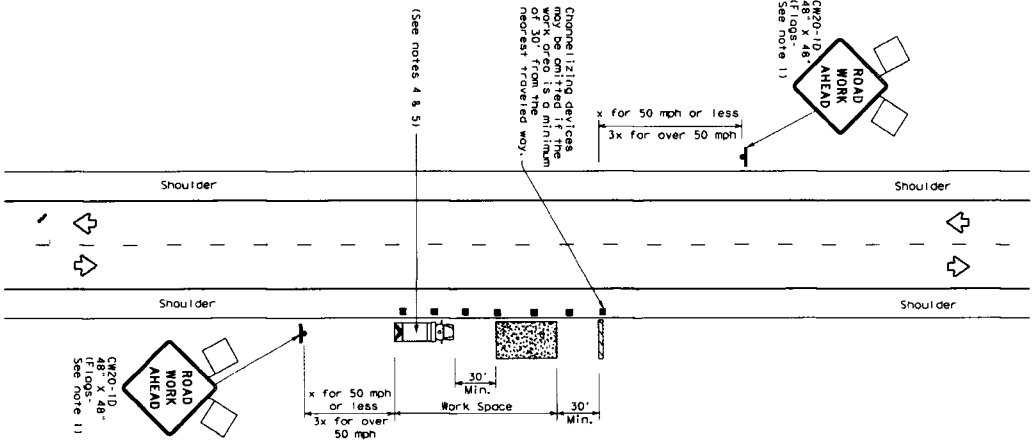 CW20-1D
48" X 48"
(Flags-
See note 1)
ROAD
WORK
AHEAD
Channelizing devices
may be omitted if the
work area is a minimum
of 30' from the
nearest traveled way.
(See notes 4 & 5)
x for 50 mph or less
3x for over 50 mph
Shoulder
Shoulder
Shoulder
Shoulder
30'
Min.
Work Space
30'
Min.
x for 50 mph
or less
3x for over
50 mph
ROAD
WORK
AHEAD
CW20-1D
48" X 48"
(Flags-
See note 1)